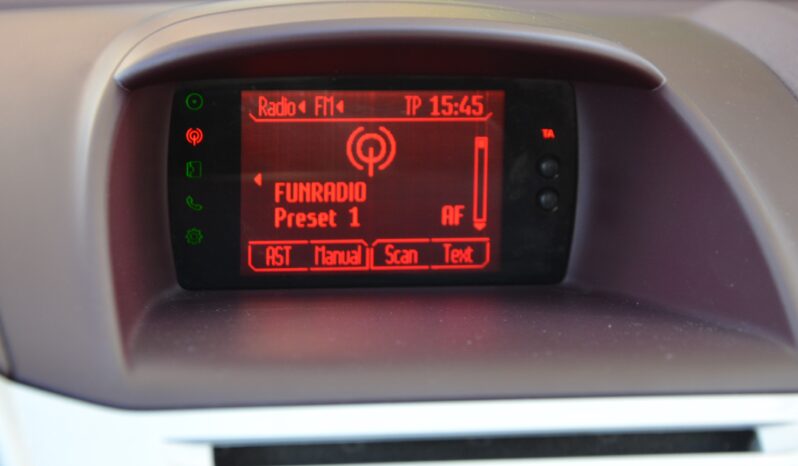 Radio FM TP 15:45
TA
FUNRADIO
Preset 1 AF
AST Manual Scan Text